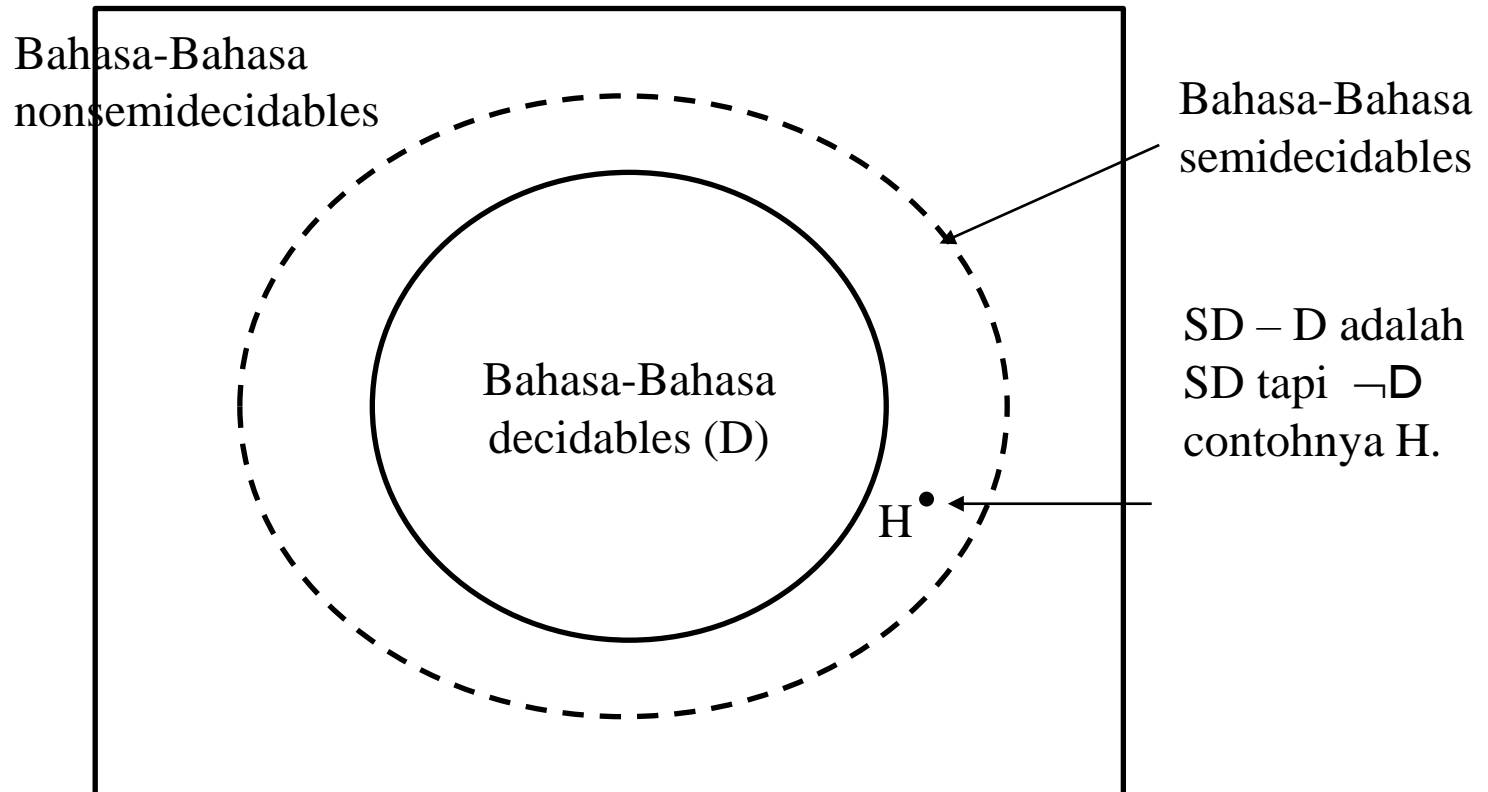 Bahasa-Bahasa
nonsemidecidables
Bahasa-Bahasa
semidecidables
SD – D adalah
SD tapi ¬D
contohnya H.
Bahasa-Bahasa
decidables (D)
H